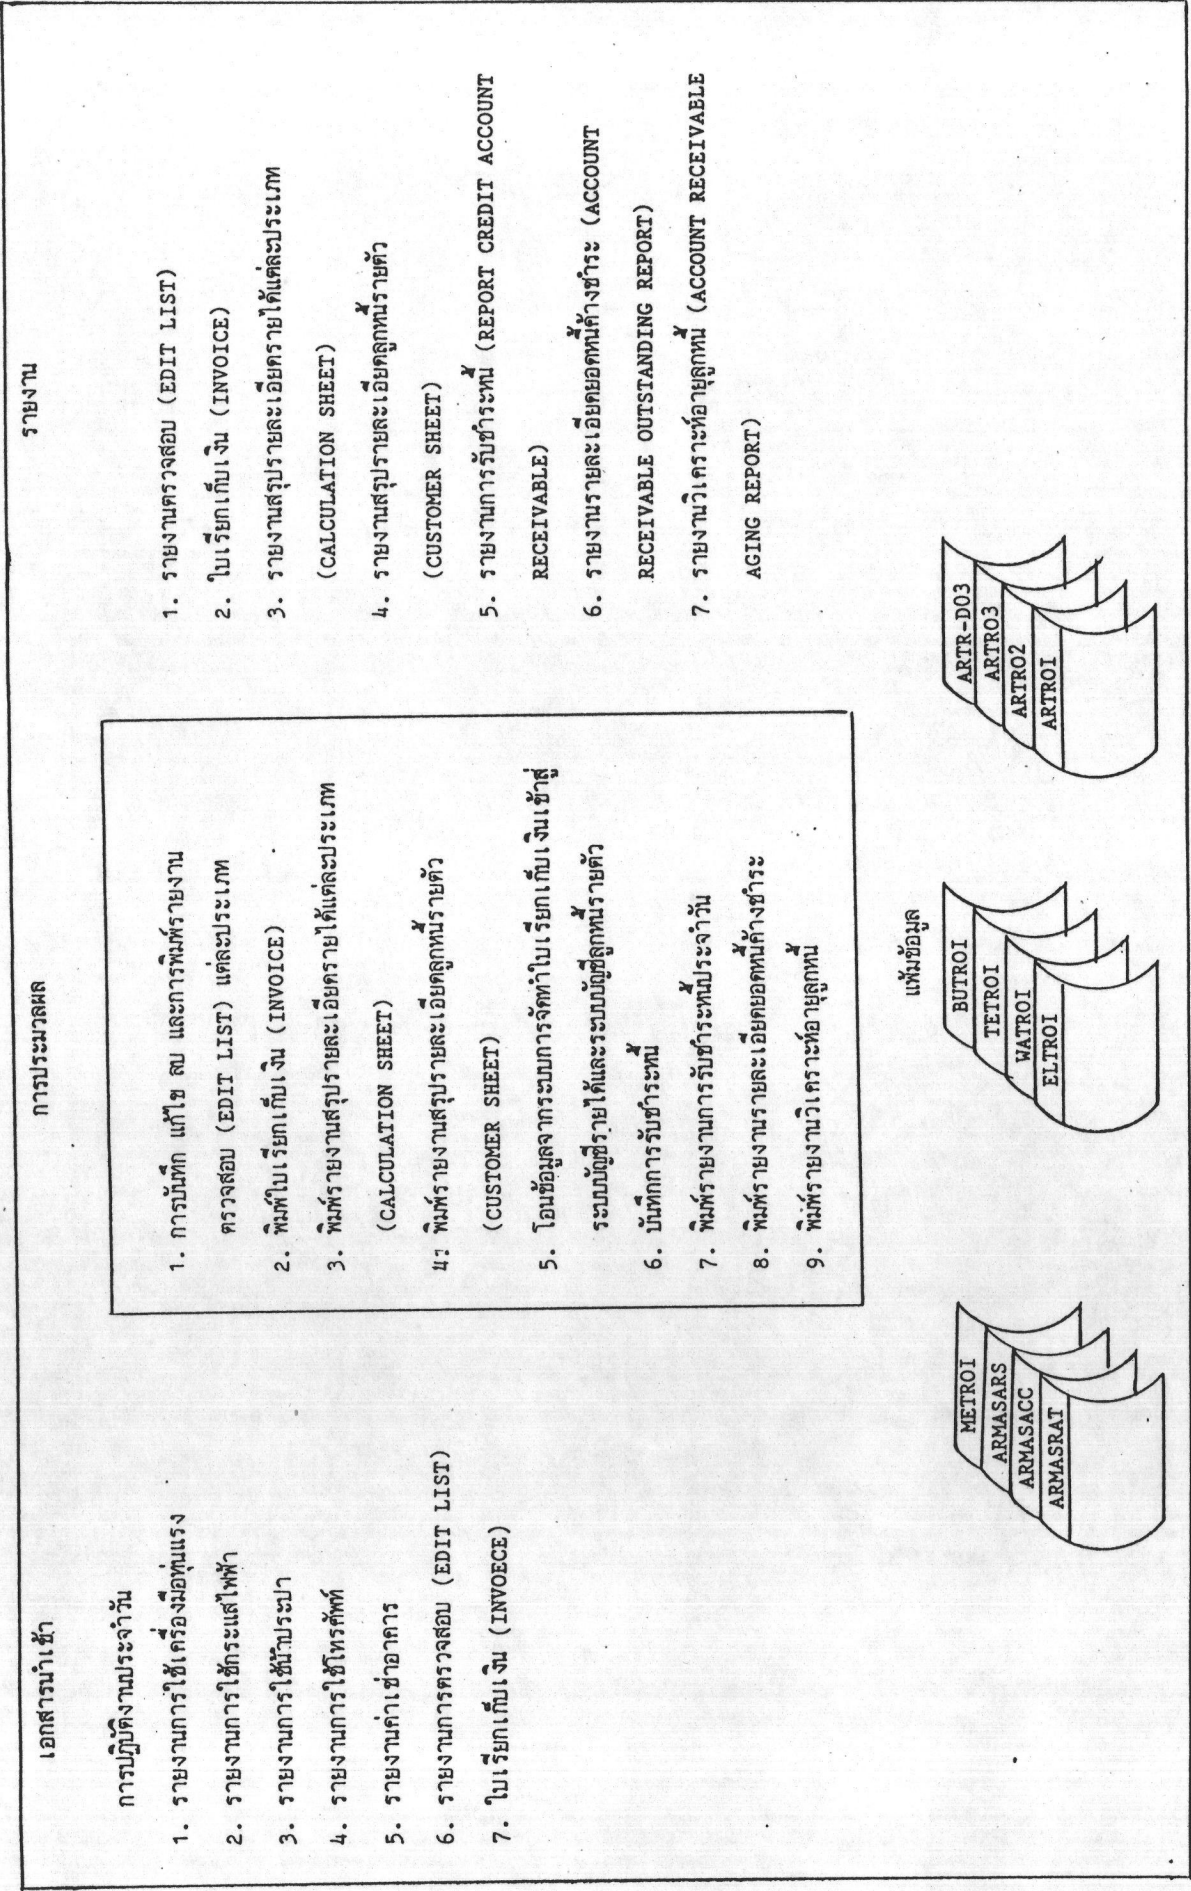 เอกสารนำเข้า
การปฏิบัติงานประจำวัน
1. รายงานการใช้เครื่องมือทุ่นแรง
2. รายงานการใช้กระแสไฟฟ้า
3. รายงานการใช้น้ำประปา
4. รายงานการใช้โทรศัพท์
5. รายงานค่าเช่าอาคาร
6. รายงานการตรวจสอบ (EDIT LIST)
7. ใบเรียกเก็บเงิน (INVOECE)
การประมวลผล
1. การบันทึก แก้ไข ลบ และการพิมพ์รายงาน
ตรวจสอบ (EDIT LIST) แต่ละประเภท
2. พิมพ์ใบเรียกเก็บเงิน (INVOICE)
3. พิมพ์รายงานสรุปรายละเอียดรายได้แต่ละประเภท
(CALCULATION SHEET)
4. พิมพ์รายงานสรุปรายละเอียดลูกหนี้รายตัว
(CUSTOMER SHEET)
5. โอนข้อมูลจากระบบการจัดทำใบเรียกเก็บเงินเข้าสู่
ระบบบัญชีรายได้และระบบบัญชีลูกหนี้รายตัว
6. บันทึกการรับชำระหนี้
7. พิมพ์รายงานการรับชำระหนี้ประจำวัน
8. พิมพ์รายงานรายละเอียดยอดหนี้ค้างชำระ
9. พิมพ์รายงานวิเคราะห์อายุลูกหนี้
รายงาน
1. รายงานตรวจสอบ (EDIT LIST)
2. ใบเรียกเก็บเงิน (INVOICE)
3. รายงานสรุปรายละเอียดรายได้แต่ละประเภท
(CALCULATION SHEET)
4. รายงานสรุปรายละเอียดลูกหนี้รายตัว
(CUSTOMER SHEET)
5. รายงานการรับชำระหนี้ (REPORT CREDIT ACCOUNT
RECEIVABLE)
6. รายงานรายละเอียดยอดหนี้ค้างชำระ (ACCOUNT
RECEIVABLE OUTSTANDING REPORT)
7. รายงานวิเคราะห์อายุลูกหนี้ (ACCOUNT RECEIVABLE
AGING REPORT)
แฟ้มข้อมูล
METROI
ARMASARS
ARMASACC
ARMASRAT
BUTROI
TETROI
WATROI
ELTROI
ARTR-DO3
ARTRO3
ARTRO2
ARTROI